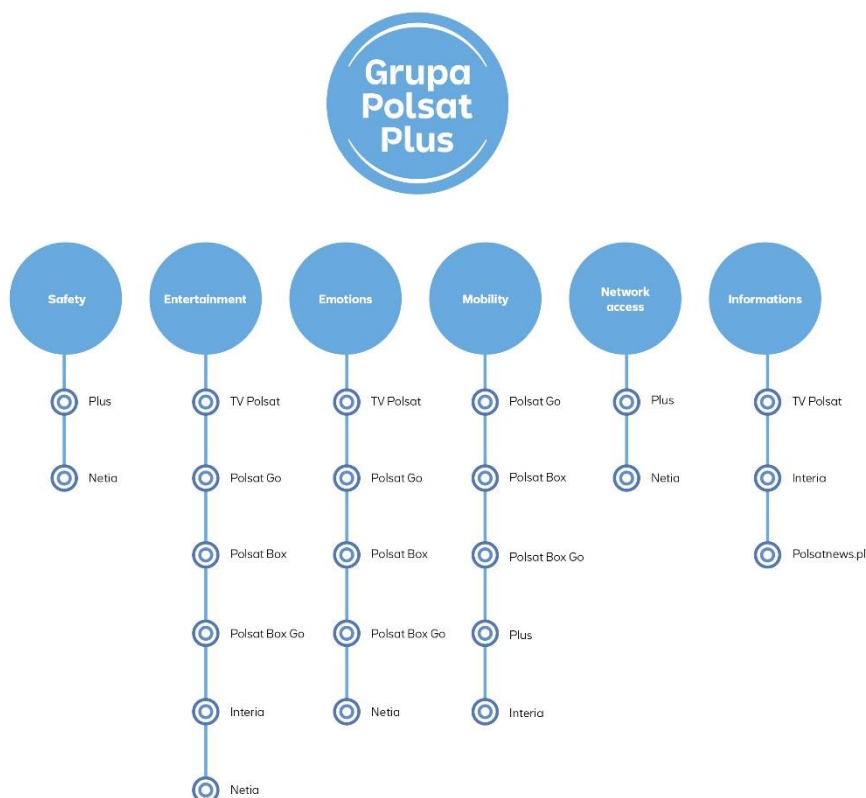 Grupa
Polsat
Plus
Safety
Plus
Netia
Entertainment
TV Polsat
Polsat Go
Polsat Box
Polsat Box Go
Interia
Netia
Emotions
TV Polsat
Polsat Go
Polsat Box
Polsat Box Go
Netia
Mobility
Polsat Go
Polsat Box
Polsat Box Go
Plus
Interia
Network
access
Plus
Netia
Informations
TV Polsat
Interia
Polsatnews.pl